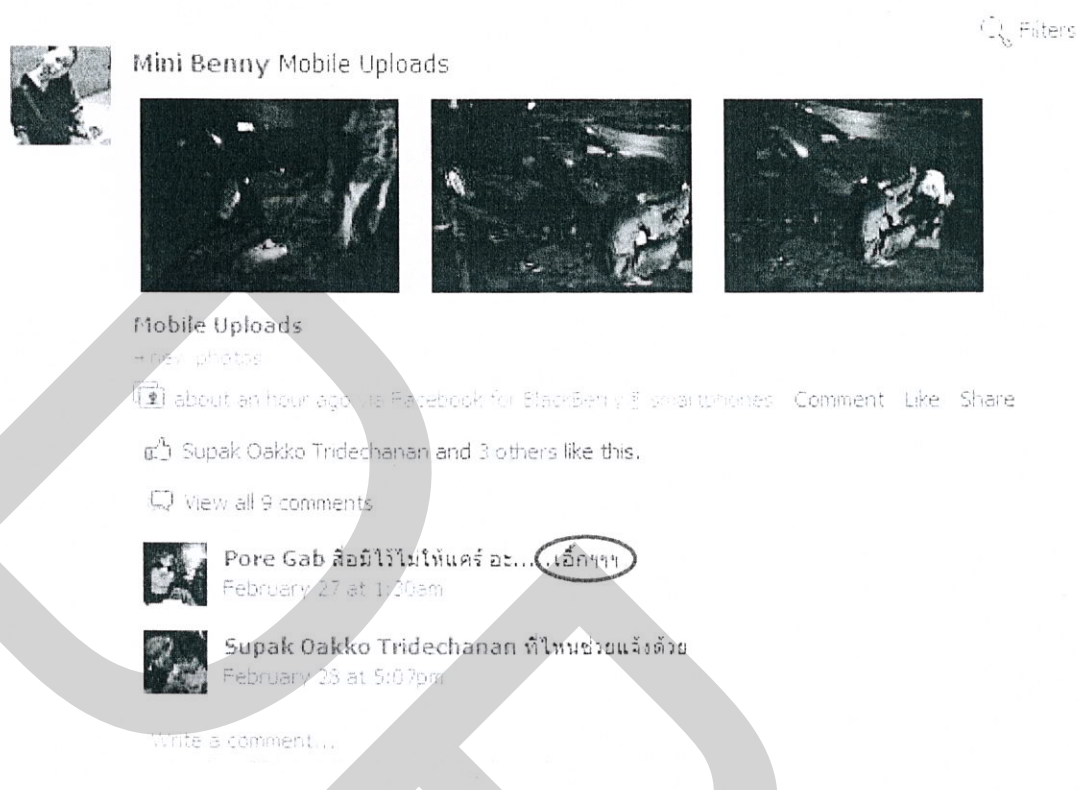 Filters
Mini Benny Mobile Uploads
Mobile Uploads
new photos
about an hour ago via Facebook for BlackBerry smartphones Comment Like Share
Supak Oakko Tridechanan and 3 others like this.
View all 9 comments
Pore Gab สื่อมีไว้ไม่ให้แคร์ อะ.....เอิ๊กๆๆๆ
February 27 at 1:30am
Supak Oakko Tridechanan ที่ไหนช่วยแจ้งด้วย
February 28 at 5:07pm
Write a comment...